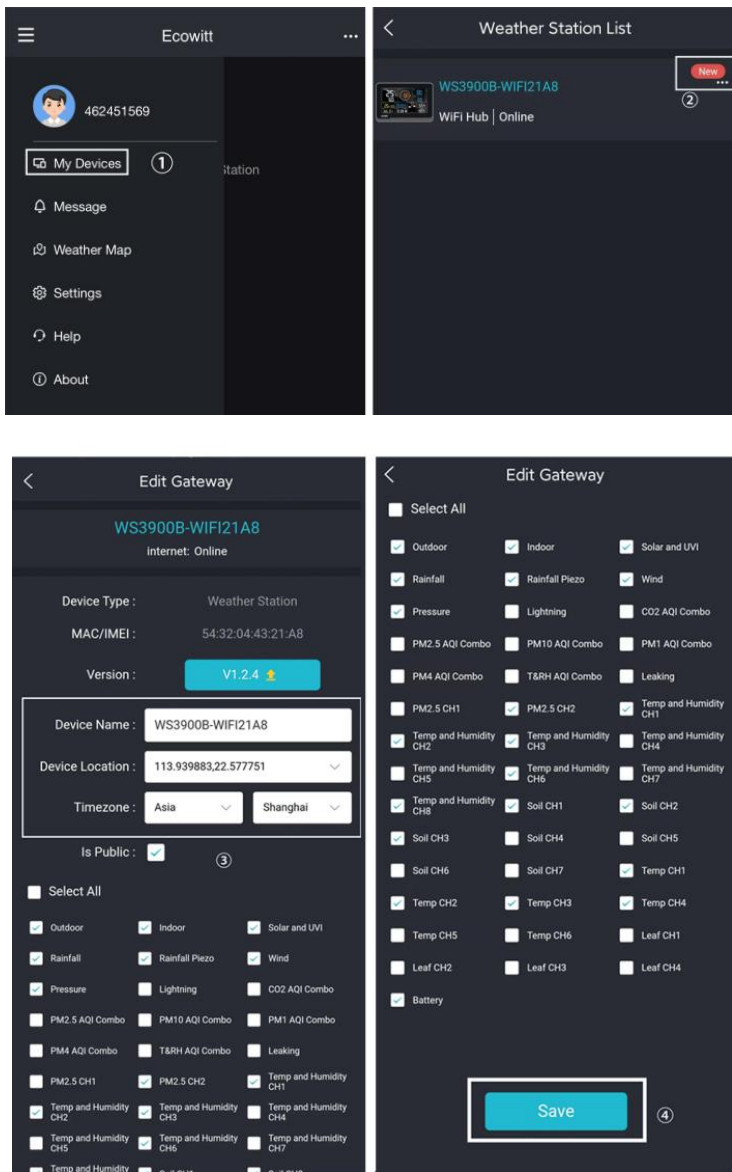 Ecowitt
...
462451569
My Devices ①
Station
Message
Weather Map
Settings
Help
About
Weather Station List
New
...
WS3900B-WIFI21A8
②
WiFi Hub | Online
Edit Gateway
WS3900B-WIFI21A8
internet: Online
Device Type : Weather Station
MAC/IMEI : 54:32:04:43:21:A8
Version : V1.2.4
Device Name : WS3900B-WIFI21A8
Device Location : 113.939883,22.577751
Timezone : Asia Shanghai
Is Public :
③
Select All
Outdoor Indoor Solar and UVI
Rainfall Rainfall Piezo Wind
Pressure Lightning CO2 AQI Combo
PM2.5 AQI Combo PM10 AQI Combo PM1 AQI Combo
PM4 AQI Combo T&RH AQI Combo Leaking
PM2.5 CH1 PM2.5 CH2 Temp and Humidity CH1
Temp and Humidity CH2 Temp and Humidity CH3 Temp and Humidity CH4
Temp and Humidity CH5 Temp and Humidity CH6 Temp and Humidity CH7
Temp and Humidity
Edit Gateway
Select All
Outdoor Indoor Solar and UVI
Rainfall Rainfall Piezo Wind
Pressure Lightning CO2 AQI Combo
PM2.5 AQI Combo PM10 AQI Combo PM1 AQI Combo
PM4 AQI Combo T&RH AQI Combo Leaking
PM2.5 CH1 PM2.5 CH2 Temp and Humidity CH1
Temp and Humidity CH2 Temp and Humidity CH3 Temp and Humidity CH4
Temp and Humidity CH5 Temp and Humidity CH6 Temp and Humidity CH7
Temp and Humidity CH8 Soil CH1 Soil CH2
Soil CH3 Soil CH4 Soil CH5
Soil CH6 Soil CH7 Temp CH1
Temp CH2 Temp CH3 Temp CH4
Temp CH5 Temp CH6 Leaf CH1
Leaf CH2 Leaf CH3 Leaf CH4
Battery
Save
④